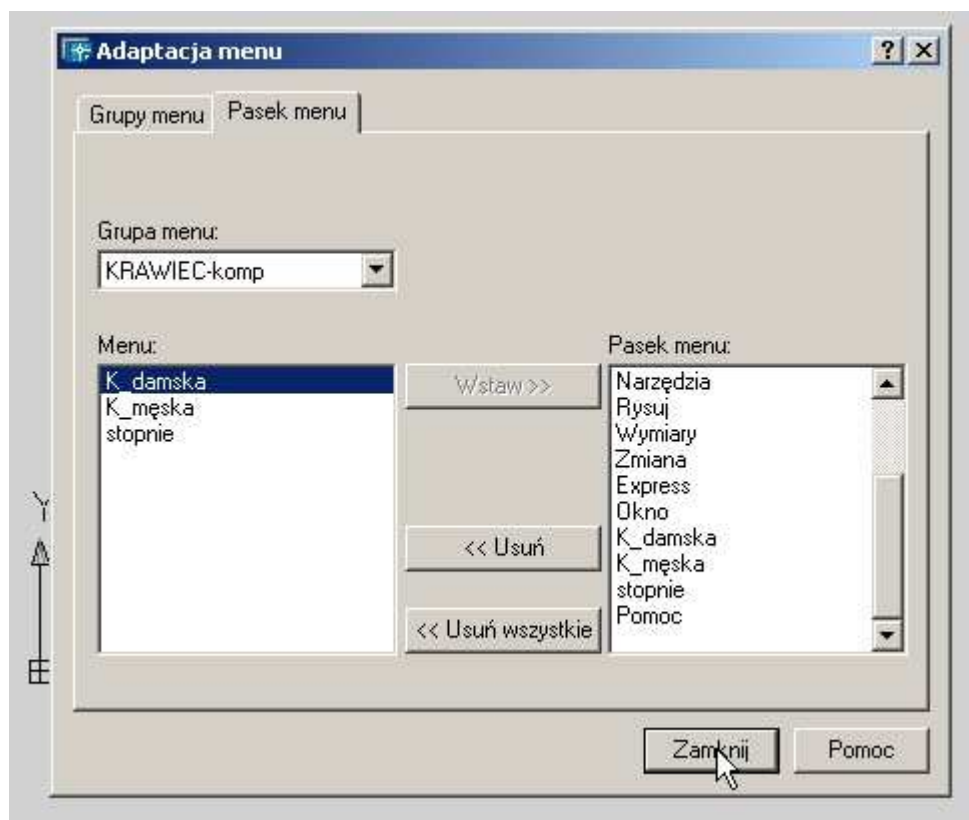 Adaptacja menu
Grupy menu
Pasek menu
Grupa menu:
KRAWIEC-komp
Menu:
K_damska
K_męska
stopnie
Wstaw >>
<< Usuń
<< Usuń wszystkie
Pasek menu:
Narzędzia
Rysuj
Wymiary
Zmiana
Express
Okno
K_damska
K_męska
stopnie
Pomoc
Zamknij
Pomoc
Y